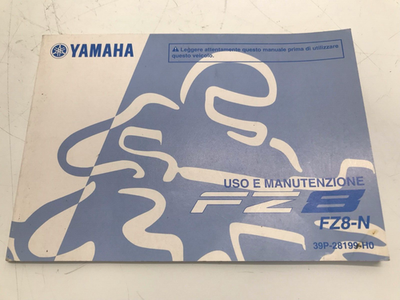 YAMAHA
Leggere attentamente questo manuale prima di utilizzare
questo veicolo.
USO E MANUTENZIONE
FZ8
FZ8-N
39P-28199-H0